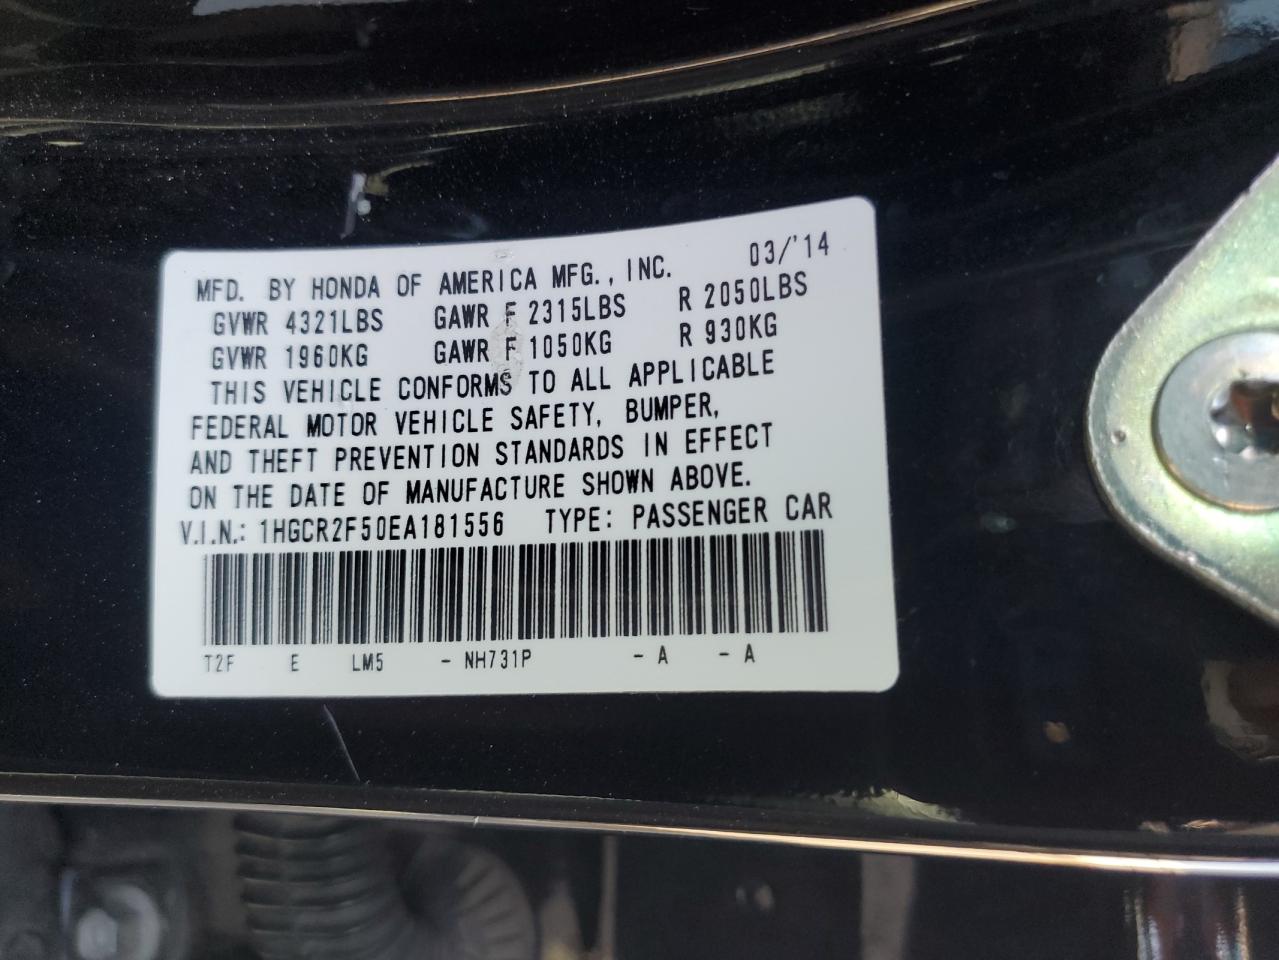 MFD. BY HONDA OF AMERICA MFG., INC. 03/'14
GVWR 4321LBS GAWR F 2315LBS R 2050LBS
GVWR 1960KG GAWR F 1050KG R 930KG
THIS VEHICLE CONFORMS TO ALL APPLICABLE
FEDERAL MOTOR VEHICLE SAFETY, BUMPER,
AND THEFT PREVENTION STANDARDS IN EFFECT
ON THE DATE OF MANUFACTURE SHOWN ABOVE.
V.I.N.: 1HGCR2F50EA181556 TYPE: PASSENGER CAR
T2F E LM5 - NH731P - A - A